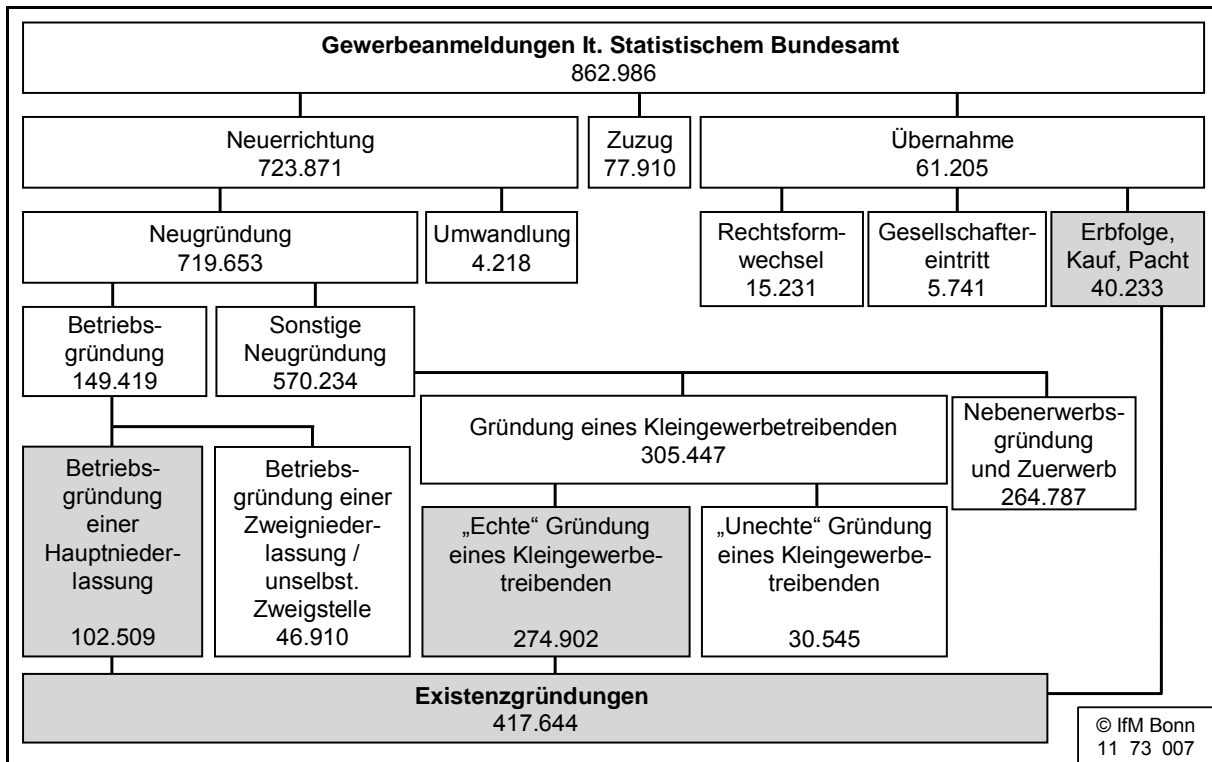 Gewerbeanmeldungen lt. Statistischem Bundesamt
862.986
Neuerrichtung
723.871
Zuzug
77.910
Übernahme
61.205
Neugründung
719.653
Umwandlung
4.218
Rechtsform-
wechsel
15.231
Gesellschafter-
eintritt
5.741
Erbfolge,
Kauf, Pacht
40.233
Betriebs-
gründung
149.419
Sonstige
Neugründung
570.234
Gründung eines Kleingewerbetreibenden
305.447
Nebenerwerbs-
gründung
und Zuerwerb
264.787
Betriebs-
gründung
einer
Hauptnieder-
lassung
102.509
Betriebs-
gründung einer
Zweignieder-
lassung /
unselbst.
Zweigstelle
46.910
„Echte“ Gründung
eines Kleingewerbe-
treibenden
274.902
„Unechte“ Gründung
eines Kleingewerbe-
treibenden
30.545
Existenzgründungen
417.644
© IfM Bonn
11 73 007